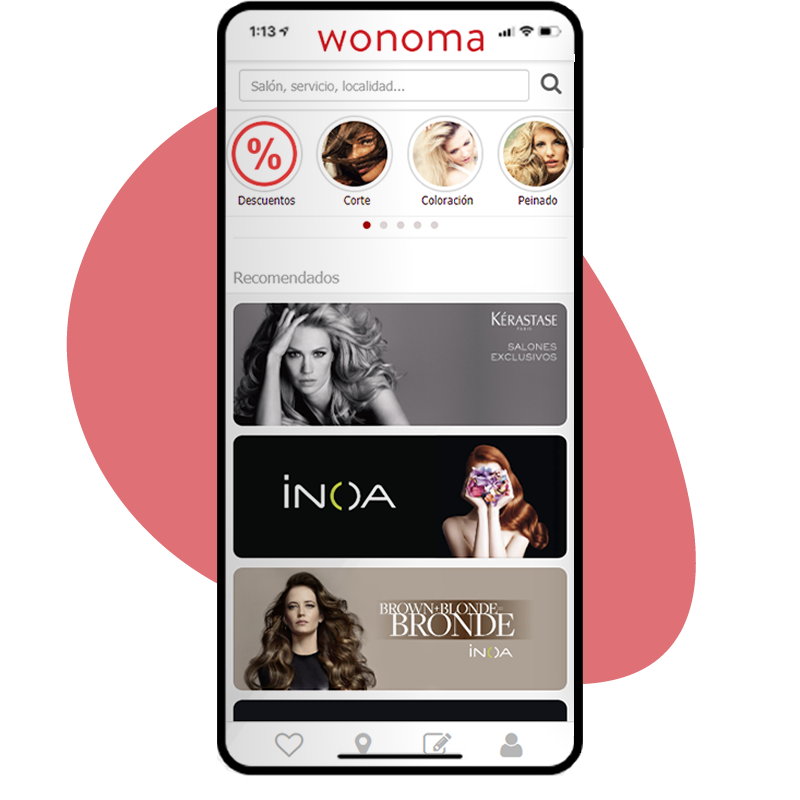 1:13
wonoma
Salón, servicio, localidad...
%
Descuentos
Corte
Coloración
Peinado
Recomendados
KÉRASTASE
PARIS
SALONES
EXCLUSIVOS
iNOA
BROWN+BLONDE=
BRONDE
iNOA